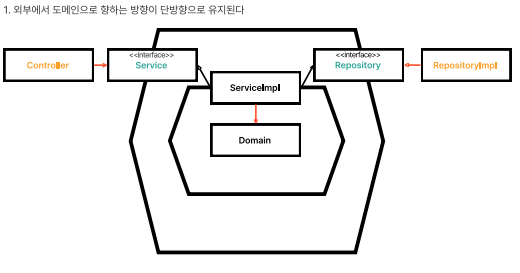 1. 외부에서 도메인으로 향하는 방향이 단방향으로 유지된다
Controller
<<interface>>
Service
ServiceImpl
<<interface>>
Repository
RepositoryImpl
Domain